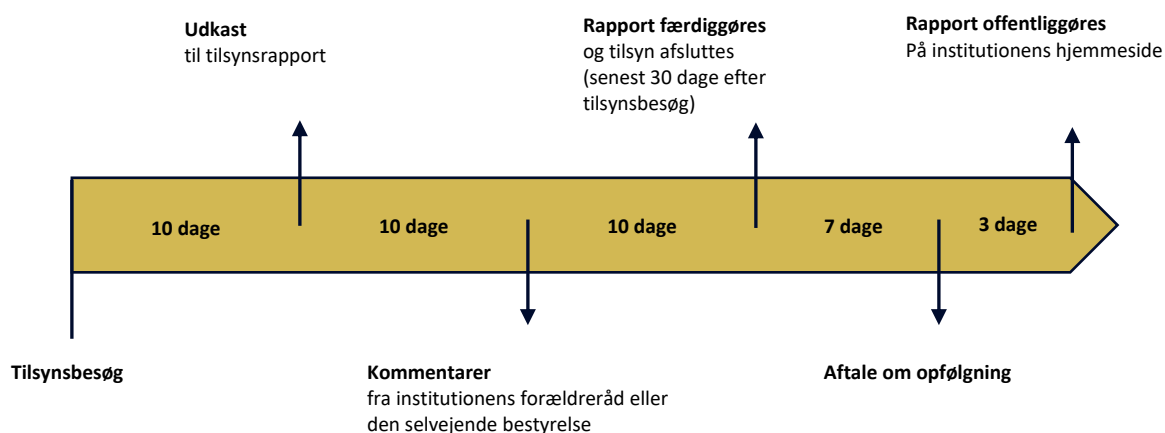 Udkast
til tilsynsrapport
Rapport færdiggøres
og tilsyn afsluttes
(senest 30 dage efter
tilsynsbesøg)
Rapport offentliggøres
På institutionens hjemmeside
10 dage
10 dage
10 dage
7 dage
3 dage
Tilsynsbesøg
Kommentarer
fra institutionens forældreråd eller
den selvejende bestyrelse
Aftale om opfølgning